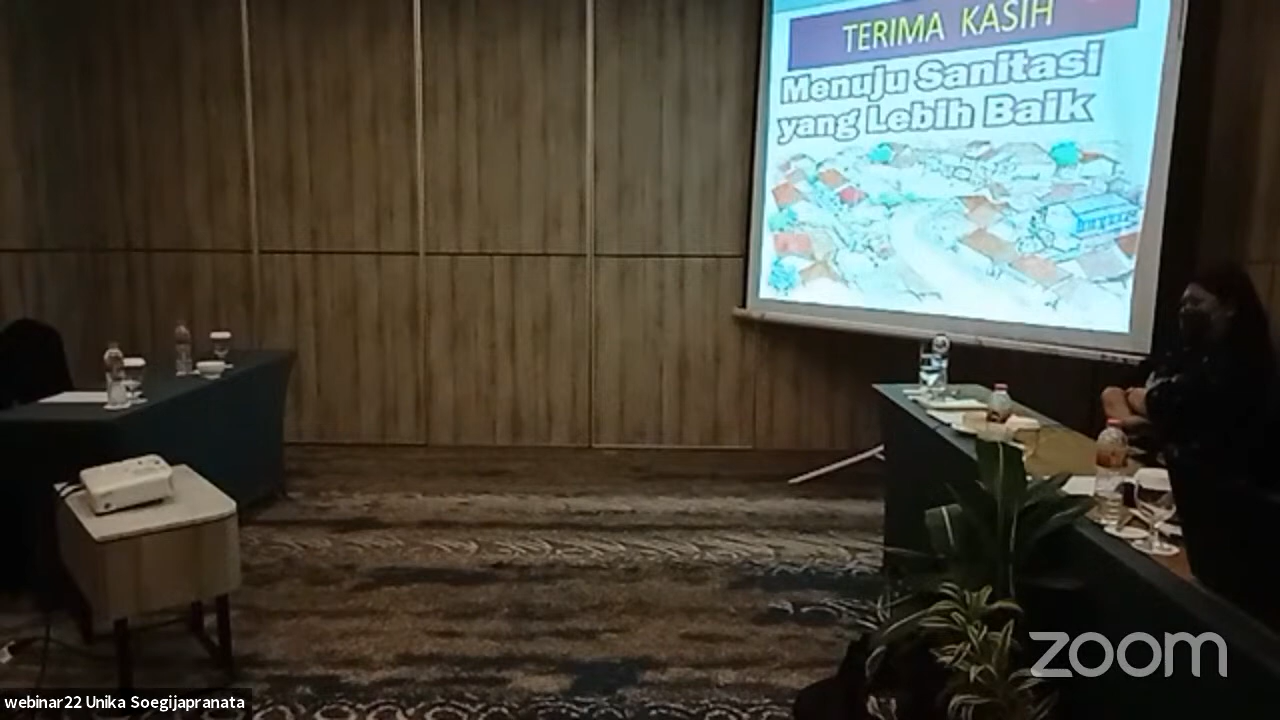 TERIMA KASIH
Menuju Sanitasi
yang Lebih Baik
zoom
webinar22 Unika Soegijapranata